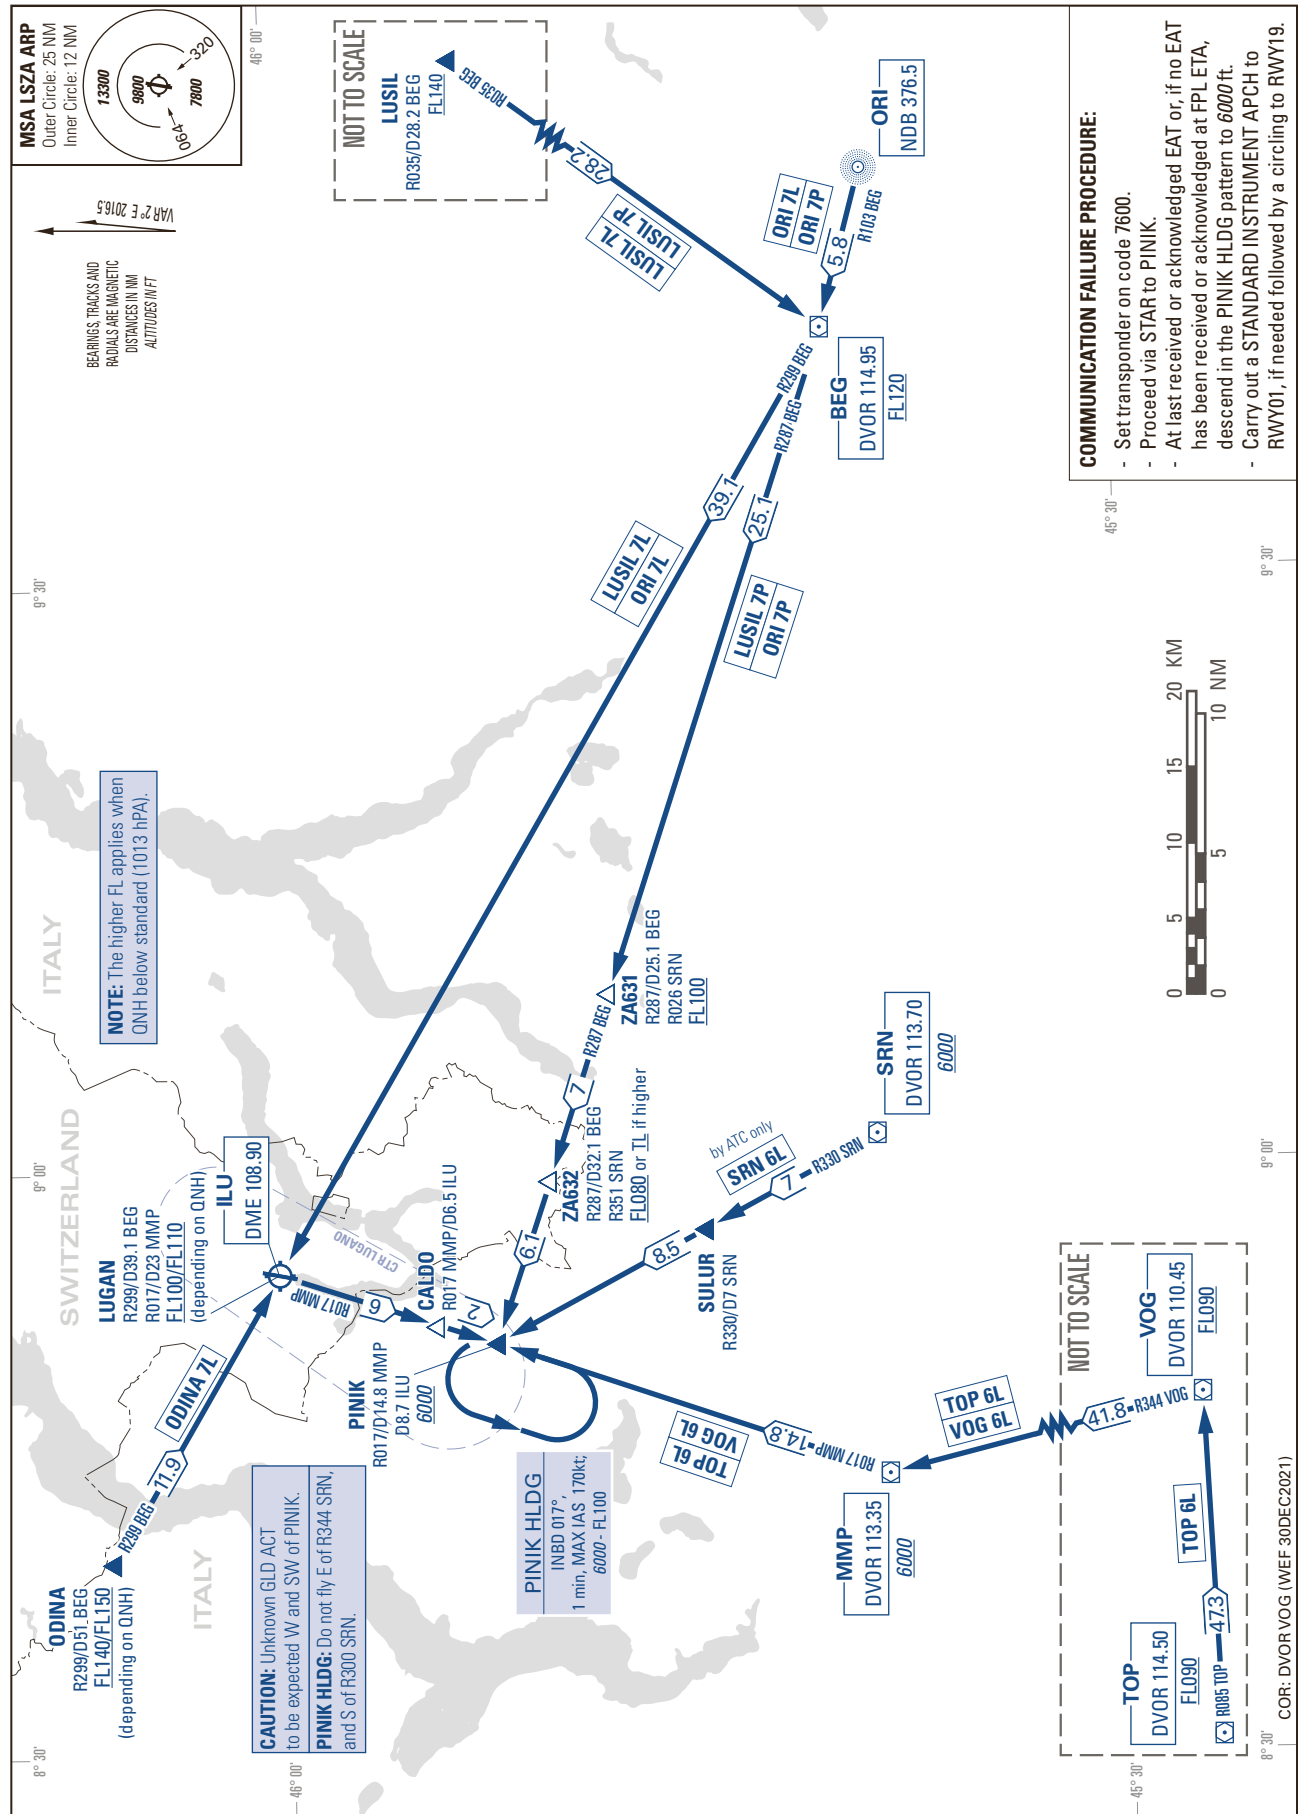 MSA LSZA ARP
Outer Circle: 25 NM
Inner Circle: 12 NM
13300
9800
7800
320
064
46° 00'
VAR 2° E 2016.5
BEARINGS, TRACKS AND
RADIALS ARE MAGNETIC
DISTANCES IN NM
ALTITUDES IN FT
NOT TO SCALE
LUSIL
R035/D28.2 BEG
FL140
R035 BEG
28.2
LUSIL 7L
LUSIL 7P
ORI
NDB 376.5
ORI 7L
ORI 7P
5.8
R103 BEG
BEG
DVOR 114.95
FL120
R299 BEG
R287 BEG
39.1
25.1
LUSIL 7L
ORI 7L
LUSIL 7P
ORI 7P
COMMUNICATION FAILURE PROCEDURE:
- Set transponder on code 7600.
- Proceed via STAR to PINIK.
- At last received or acknowledged EAT or, if no EAT
has been received or acknowledged at FPL ETA,
descend in the PINIK HLDG pattern to 6000 ft.
- Carry out a STANDARD INSTRUMENT APCH to
RWY01, if needed followed by a circling to RWY19.
45° 30'
9° 30'
9° 30'
NOTE: The higher FL applies when
QNH below standard (1013 hPA).
ITALY
SWITZERLAND
9° 00'
LUGAN
R299/D39.1 BEG
R017/D23 MMP
FL100/FL110
(depending on QNH)
ILU
DME 108.90
CTR LUGANO
R017 MMP
6
CALDO
R017 MMP/D6.5 ILU
2
ZA631
R287/D25.1 BEG
R026 SRN
FL100
R287 BEG
7
ZA632
R287/D32.1 BEG
R351 SRN
FL080 or TL if higher
6.1
SRN
DVOR 113.70
6000
by ATC only
SRN 6L
R330 SRN
7
SULUR
R330/D7 SRN
8.5
0 5 10 15 20 KM
0 5 10 NM
9° 00'
ODINA
R299/D51 BEG
FL140/FL150
(depending on QNH)
R299 BEG
11.9
ODINA 7L
ITALY
PINIK
R017/D14.8 MMP
D8.7 ILU
6000
CAUTION: Unknown GLD ACT
to be expected W and SW of PINIK.
PINIK HLDG: Do not fly E of R344 SRN,
and S of R300 SRN.
PINIK HLDG
INBD 017°,
1 min, MAX IAS 170kt;
6000 - FL100
TOP 6L
VOG 6L
14.8
R017 MMP
MMP
DVOR 113.35
6000
TOP 6L
VOG 6L
NOT TO SCALE
VOG
DVOR 110.45
FL090
R344 VOG
41.8
TOP 6L
47.3
R085 TOP
TOP
DVOR 114.50
FL090
8° 30'
46° 00'
45° 30'
8° 30'
COR: DVOR VOG (WEF 30DEC2021)